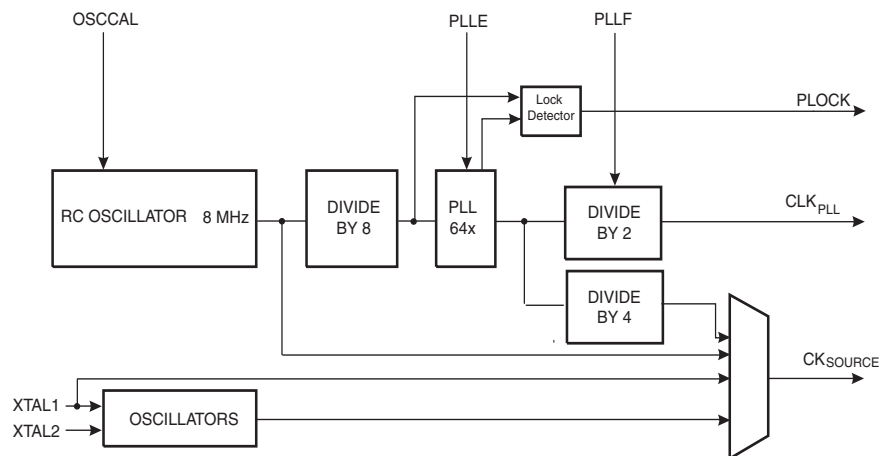 OSCCAL
PLLE
PLLF
Lock
Detector
PLOCK
RC OSCILLATOR 8 MHz
DIVIDE
BY 8
PLL
64x
DIVIDE
BY 2
CLKPLL
DIVIDE
BY 4
CKSOURCE
XTAL1
XTAL2
OSCILLATORS